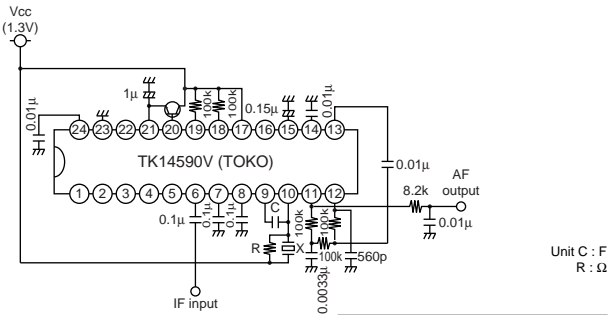 Vcc
(1.3V)
1μ
100k
100k
0.15μ
0.01μ
0.01μ
24 23 22 21 20 19 18 17 16 15 14 13
TK14590V (TOKO)
0.01μ
AF
output
8.2k
1 2 3 4 5 6 7 8 9 10 11 12
0.1μ
0.1μ
0.1μ
C
100k
100k
0.01μ
R
X
100k
560p
0.0033μ
IF input
Unit C : F
R : Ω